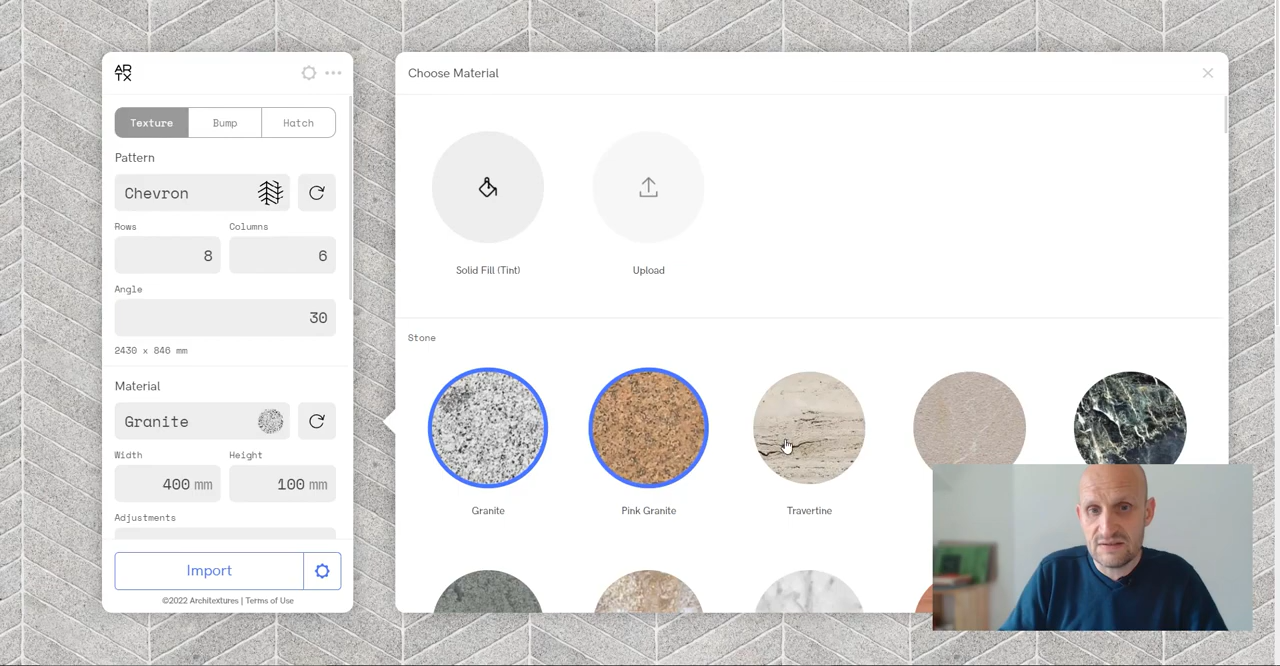 AR
TX
Texture
Bump
Hatch
Pattern
Chevron
Rows
Columns
8
6
Angle
30
2430 x 846 mm
Material
Granite
Width
Height
400 mm
100 mm
Adjustments
Import
©2022 Architextures | Terms of Use
Choose Material
Solid Fill (Tint)
Upload
Stone
Granite
Pink Granite
Travertine